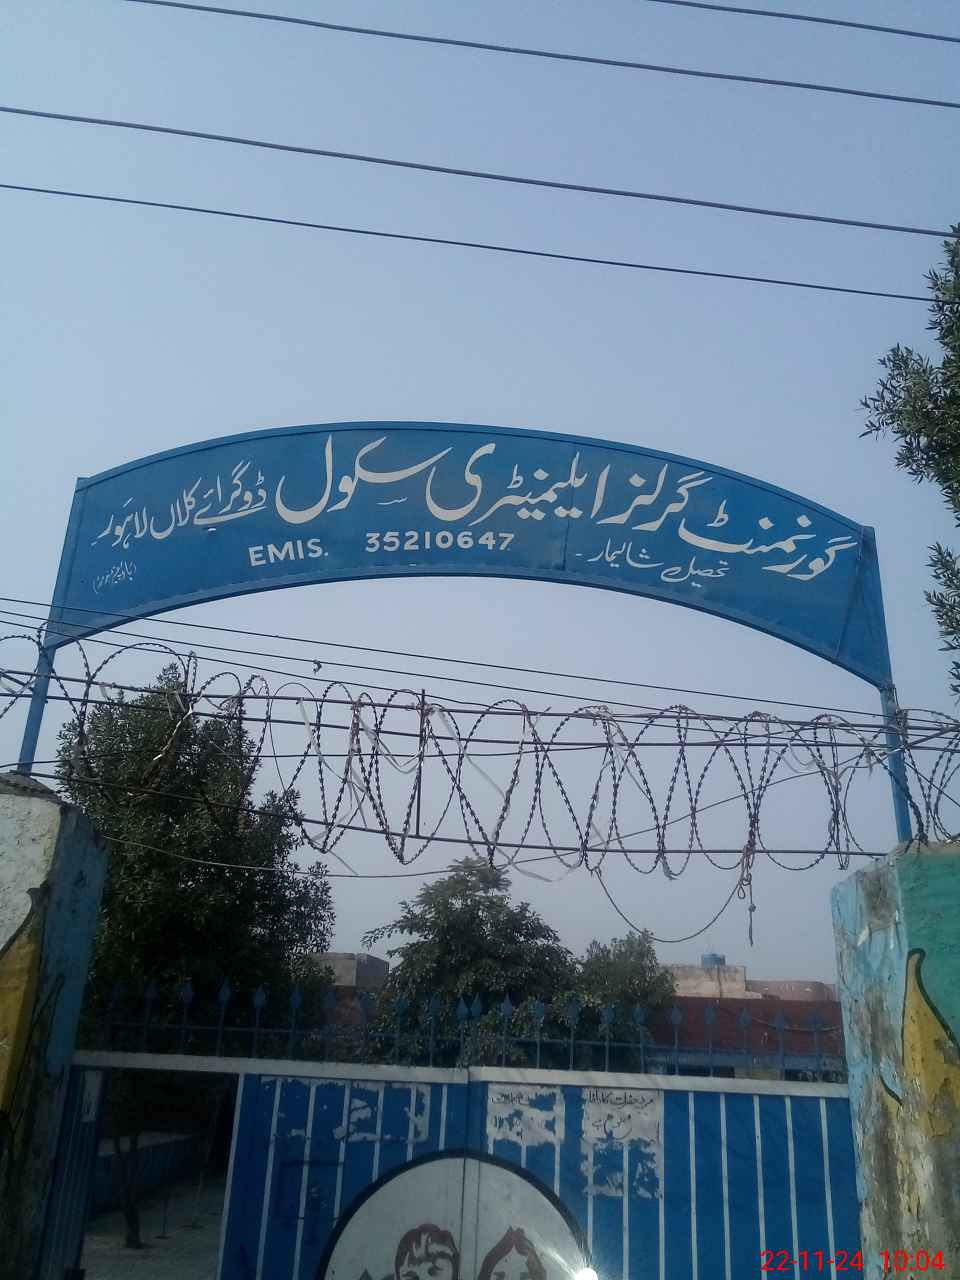 گورنمنٹ گرلز ایلیمنٹری سکول ڈوگرائے کلاں لاہور
تحصیل شالیمار۔
EMIS. 35210647
22-11-24 10:04